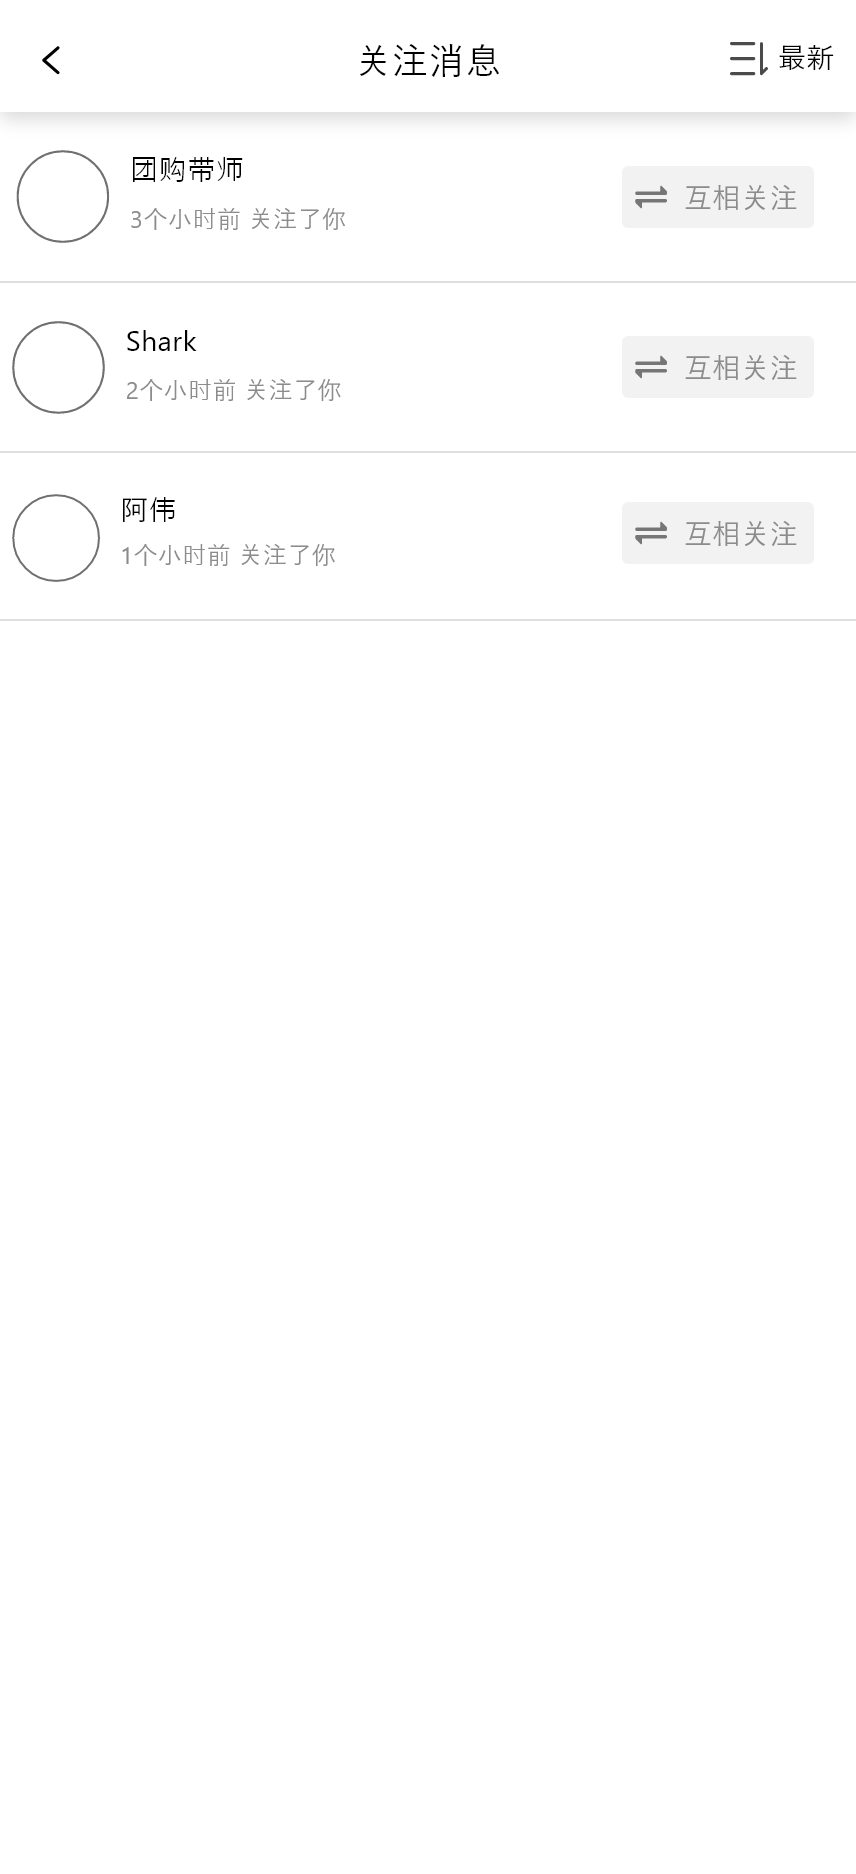 关注消息
最新
团购带师
3个小时前 关注了你
互相关注
Shark
2个小时前 关注了你
互相关注
阿伟
1个小时前 关注了你
互相关注